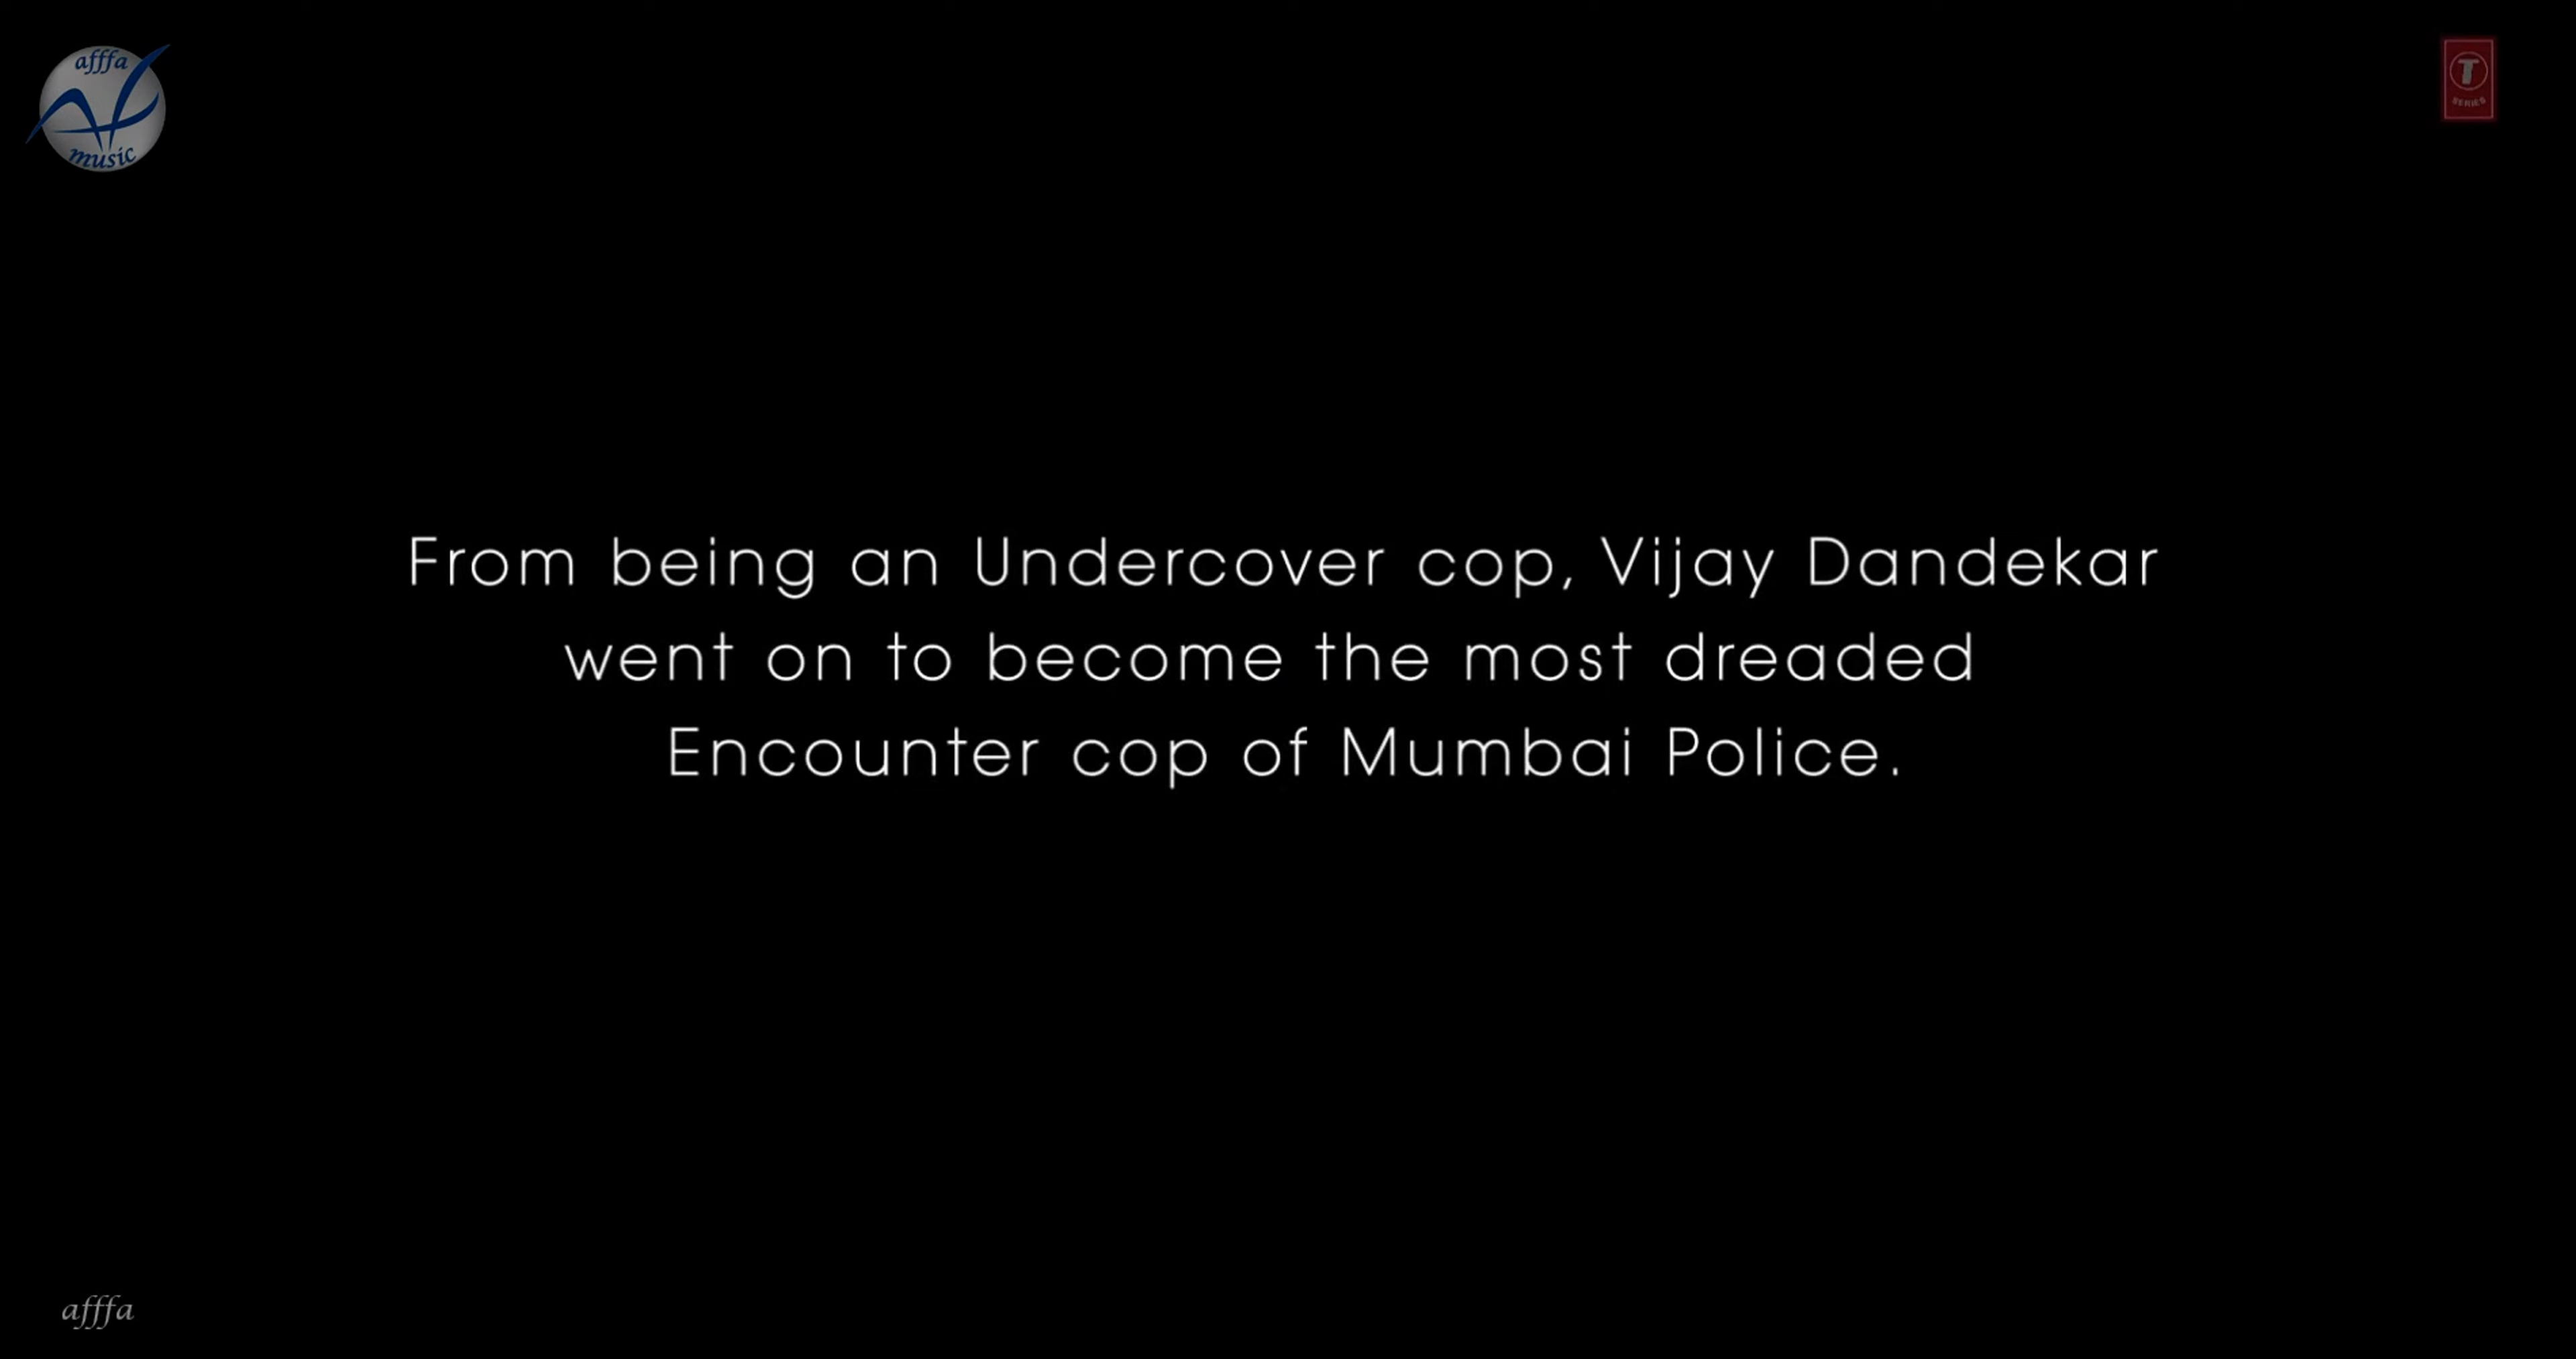 afffa
music
T
SERIES
From being an Undercover cop, Vijay Dandekar
went on to become the most dreaded
Encounter cop of Mumbai Police.
afffa